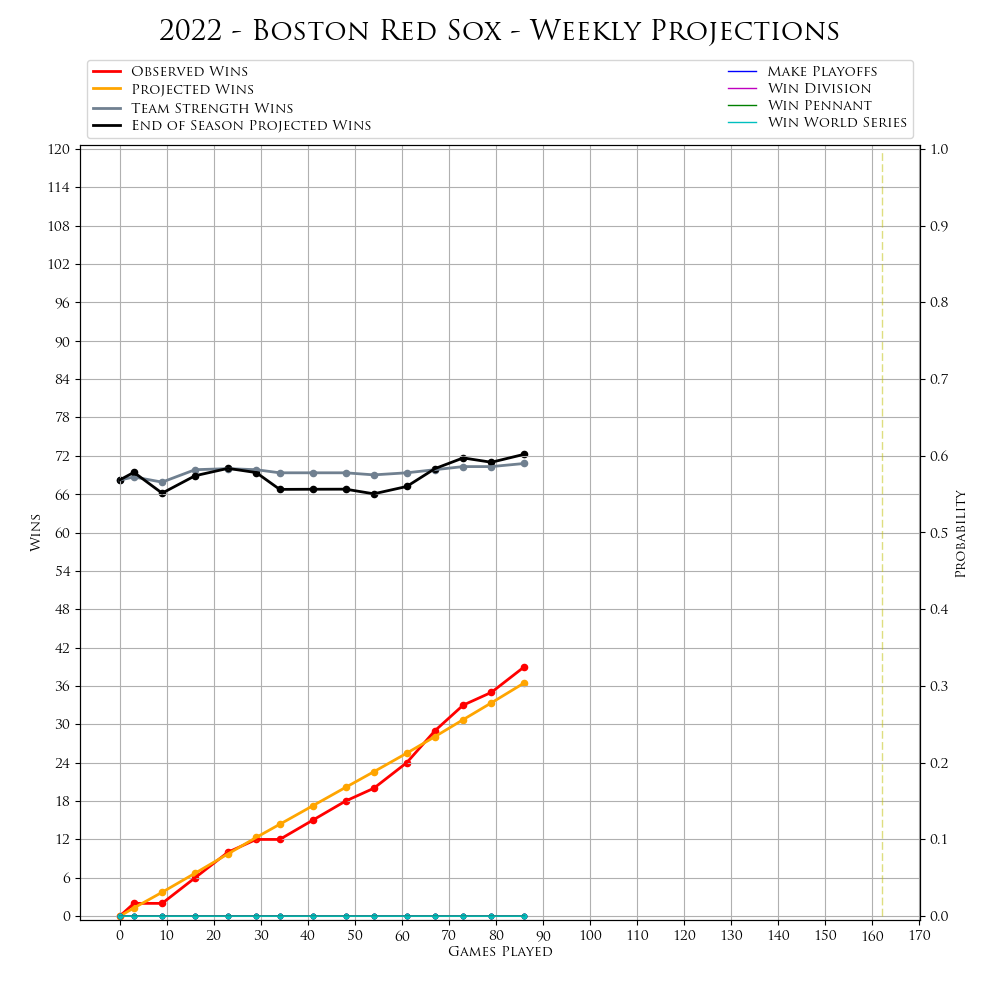 2022 - Boston Red Sox - Weekly Projections
Observed Wins
Projected Wins
Team Strength Wins
End of Season Projected Wins
Make Playoffs
Win Division
Win Pennant
Win World Series
120
114
108
102
96
90
84
78
72
66
60
54
48
42
36
30
24
18
12
6
0
Wins
1.0
0.9
0.8
0.7
0.6
0.5
0.4
0.3
0.2
0.1
0.0
Probability
0 10 20 30 40 50 60 70 80 90 100 110 120 130 140 150 160 170
Games Played